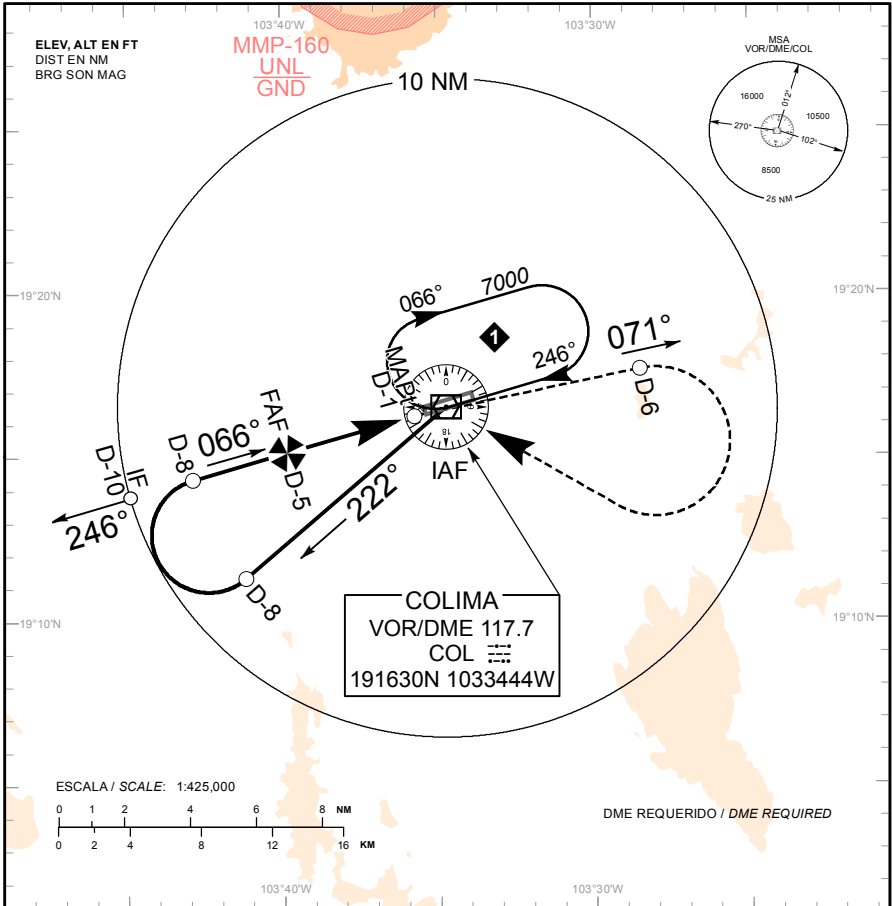 103°40'W
103°30'W
ELEV, ALT EN FT
DIST EN NM
BRG SON MAG
MMP-160
UNL
GND
10 NM
MSA
VOR/DME/COL
16000
012°
10500
270°
102°
8500
25 NM
19°20'N
19°20'N
066°
7000
1
246°
071°
D-6
MAP
D-1
0
18
IAF
FAF
D-5
066°
D-8
IF
D-10
246°
222°
D-8
COLIMA
VOR/DME 117.7
COL
191630N 1033444W
19°10'N
19°10'N
ESCALA / SCALE: 1:425,000
0 1 2 4 6 8 NM
0 2 4 8 12 16 KM
DME REQUERIDO / DME REQUIRED
103°40'W
103°30'W